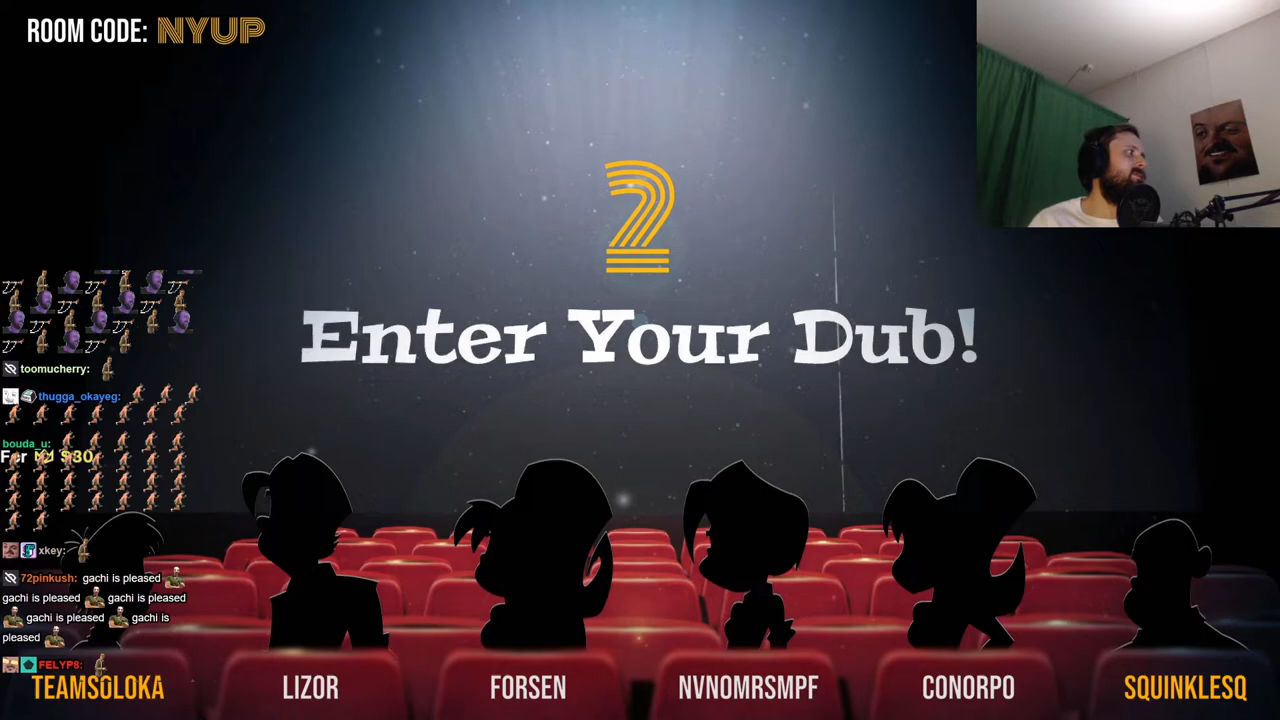 ROOM CODE: NYUP
2
Enter Your Dub!
toomucherry:
thugga_okayeg:
bouda_u:
$30
xkey:
72pinkush: gachi is pleased
gachi is pleased gachi is pleased
gachi is pleased gachi is
pleased
FELYP8:
TEAMSOLOKA
LIZOR
FORSEN
NVNOMRSMPF
CONORPO
SQUINKLESQ